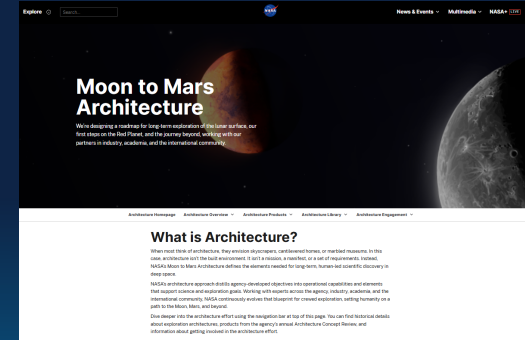 Explore
Search...
NASA
News & Events
Multimedia
NASA+ LIVE
Moon to Mars
Architecture
We're designing a roadmap for long-term exploration of the lunar surface, our
first steps on the Red Planet, and the journey beyond, working with our
partners in industry, academia, and the international community.
Architecture Homepage
Architecture Overview
Architecture Products
Architecture Library
Architecture Engagement
What is Architecture?
When most think of architecture, they envision skyscrapers, cantilevered homes, or marbled museums. In this
case, architecture isn't the built environment. It isn't a mission, a manifest, or a set of requirements. Instead,
NASA's Moon to Mars Architecture defines the elements needed for long-term, human-led scientific discovery in
deep space.
NASA's architecture approach distills agency-developed objectives into operational capabilities and elements
that support science and exploration goals. Working with experts across the agency, industry, academia, and the
international community, NASA continuously evolves that blueprint for crewed exploration, setting humanity on a
path to the Moon, Mars, and beyond.
Dive deeper into the architecture effort using the navigation bar at top of this page. You can find historical details
about exploration architectures, products from the agency's annual Architecture Concept Review, and
information about getting involved in the architecture effort.